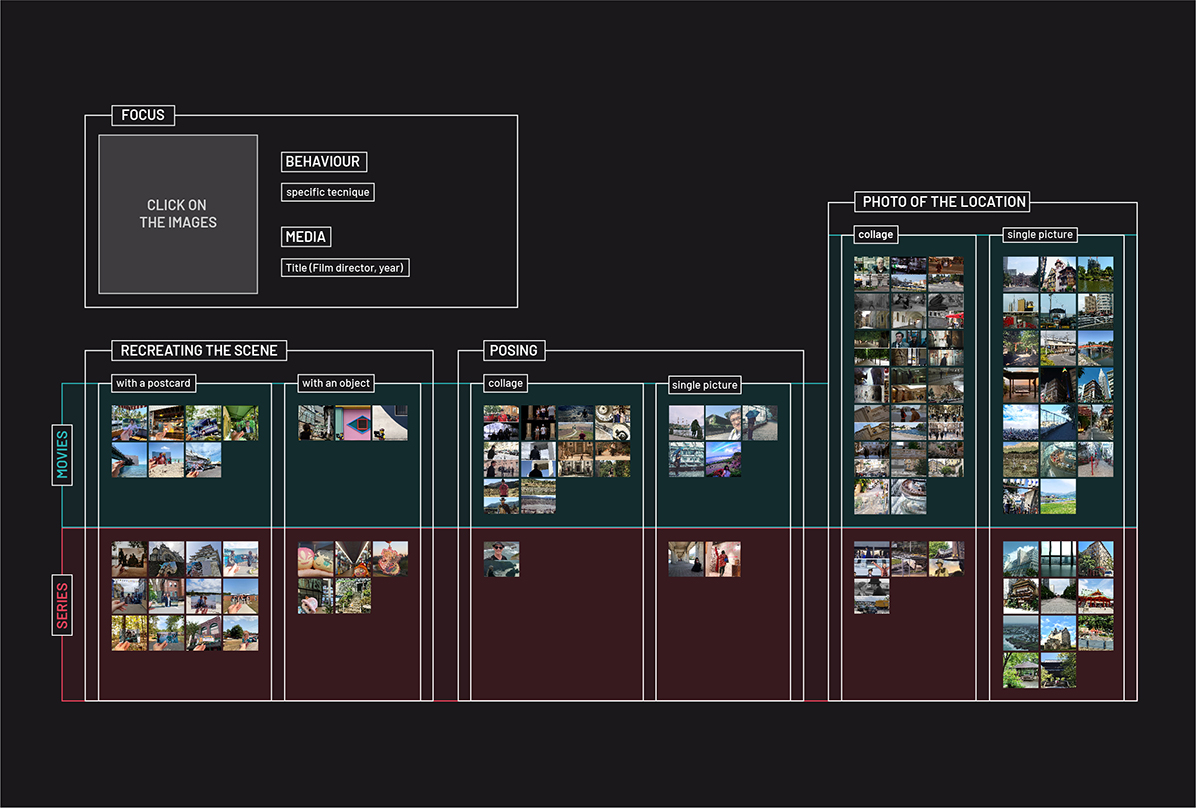 FOCUS
CLICK ON
THE IMAGES
BEHAVIOUR
specific tecnique
MEDIA
Title (Film director, year)
PHOTO OF THE LOCATION
collage
single picture
RECREATING THE SCENE
with a postcard
with an object
POSING
collage
single picture
MOVIES
SERIES